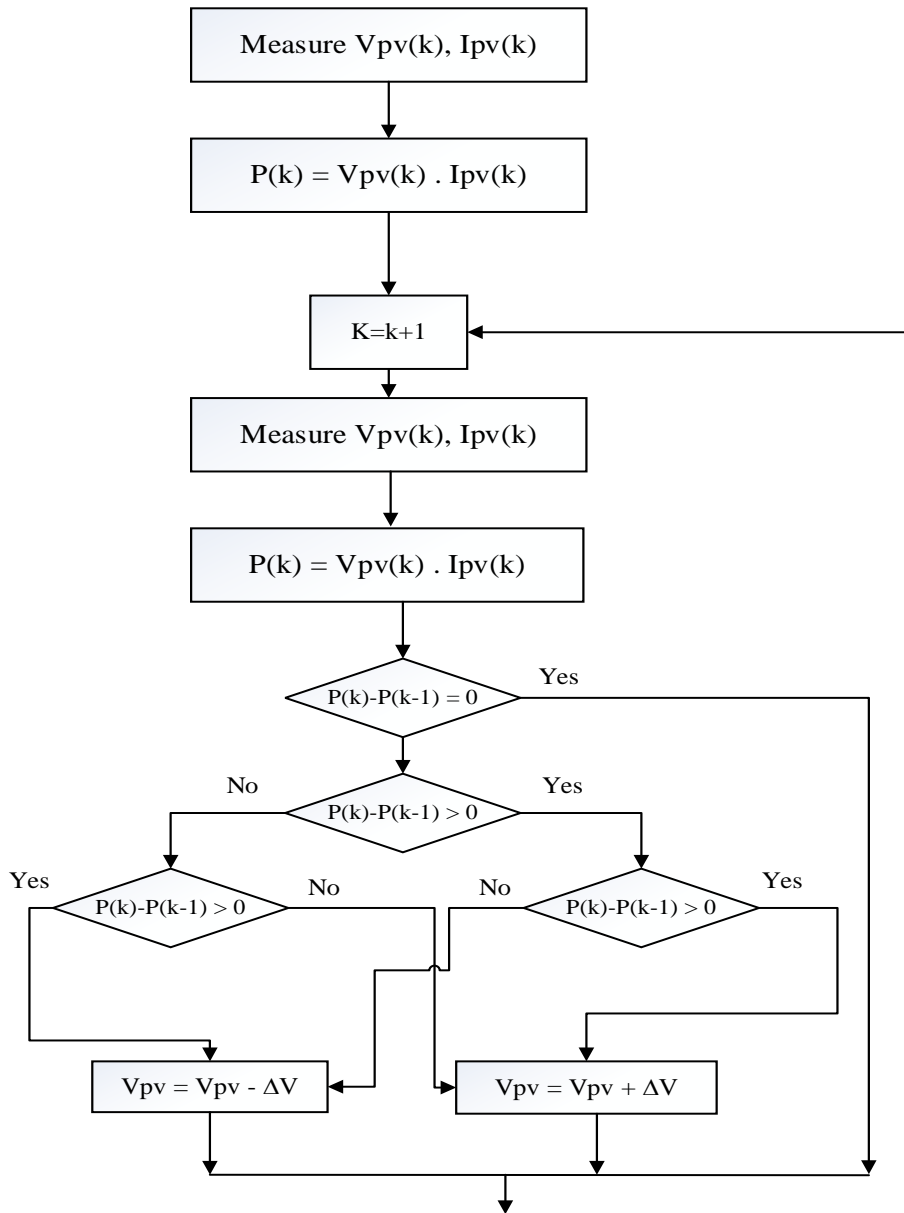 Measure Vpv(k), Ipv(k)
P(k) = Vpv(k) . Ipv(k)
K=k+1
Measure Vpv(k), Ipv(k)
P(k) = Vpv(k) . Ipv(k)
P(k)-P(k-1) = 0
Yes
P(k)-P(k-1) > 0
No
Yes
P(k)-P(k-1) > 0
Yes
No
P(k)-P(k-1) > 0
No
Yes
Vpv = Vpv - ΔV
Vpv = Vpv + ΔV